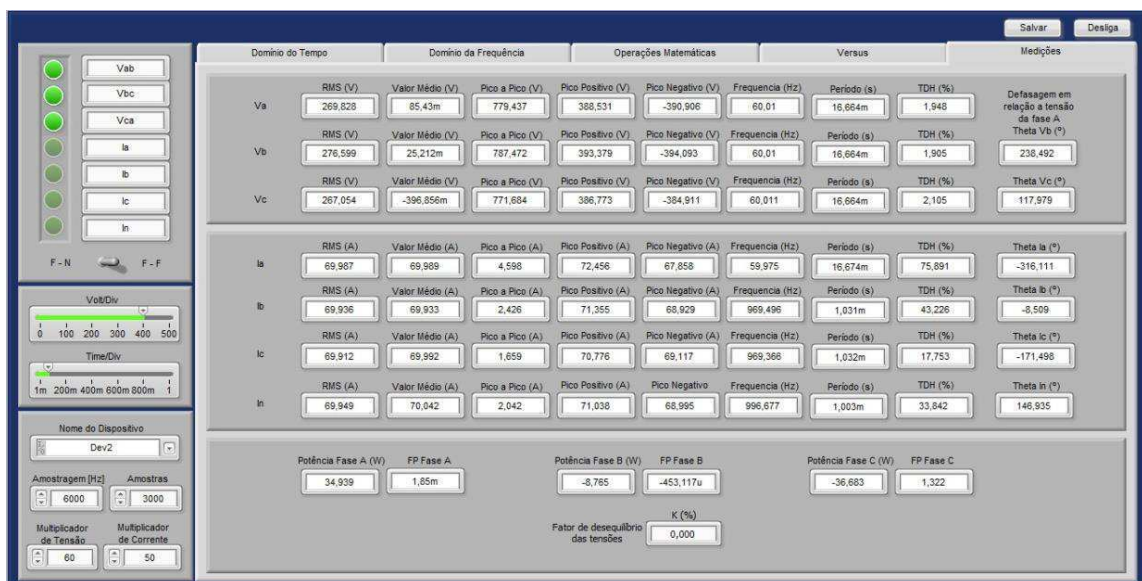 Salvar Desliga
Domínio do Tempo Domínio da Frequência Operações Matemáticas Versus Medições
Vab
Vbc
Vca
Ia
Ib
Ic
In
F - N F - F
Volt/Div
0 100 200 300 400 500
Time/Div
1m 200m 400m 600m 800m 1
Nome do Dispositivo
Dev2
Amostragem [Hz] Amostras
6000 3000
Multiplicador de Tensão Multiplicador de Corrente
60 50
RMS (V) Valor Médio (V) Pico a Pico (V) Pico Positivo (V) Pico Negativo (V) Frequencia (Hz) Período (s) TDH (%)
Defasagem em
relação a tensão
da fase A
Va 269,828 85,43m 779,437 388,531 -390,906 60,01 16,664m 1,948
RMS (V) Valor Médio (V) Pico a Pico (V) Pico Positivo (V) Pico Negativo (V) Frequencia (Hz) Período (s) TDH (%) Theta Vb (º)
Vb 276,599 25,212m 787,472 393,379 -394,093 60,01 16,664m 1,905 238,492
RMS (V) Valor Médio (V) Pico a Pico (V) Pico Positivo (V) Pico Negativo (V) Frequencia (Hz) Período (s) TDH (%) Theta Vc (º)
Vc 267,054 -396,856m 771,684 386,773 -384,911 60,011 16,664m 2,105 117,979
RMS (A) Valor Médio (A) Pico a Pico (A) Pico Positivo (A) Pico Negativo (A) Frequencia (Hz) Período (s) TDH (%) Theta Ia (º)
Ia 69,987 69,989 4,598 72,456 67,858 59,975 16,674m 75,891 -316,111
RMS (A) Valor Médio (A) Pico a Pico (A) Pico Positivo (A) Pico Negativo (A) Frequencia (Hz) Período (s) TDH (%) Theta Ib (º)
Ib 69,936 69,933 2,426 71,355 68,929 969,496 1,031m 43,226 -8,509
RMS (A) Valor Médio (A) Pico a Pico (A) Pico Positivo (A) Pico Negativo (A) Frequencia (Hz) Período (s) TDH (%) Theta Ic (º)
Ic 69,912 69,992 1,659 70,776 69,117 969,366 1,032m 17,753 -171,498
RMS (A) Valor Médio (A) Pico a Pico (A) Pico Positivo (A) Pico Negativo Frequencia (Hz) Período (s) TDH (%) Theta In (º)
In 69,949 70,042 2,042 71,038 68,995 996,677 1,003m 33,842 146,935
Potência Fase A (W) FP Fase A Potência Fase B (W) FP Fase B Potência Fase C (W) FP Fase C
34,939 1,85m -8,765 -453,117u -36,683 1,322
K (%)
Fator de desequilíbrio
das tensões
0,000